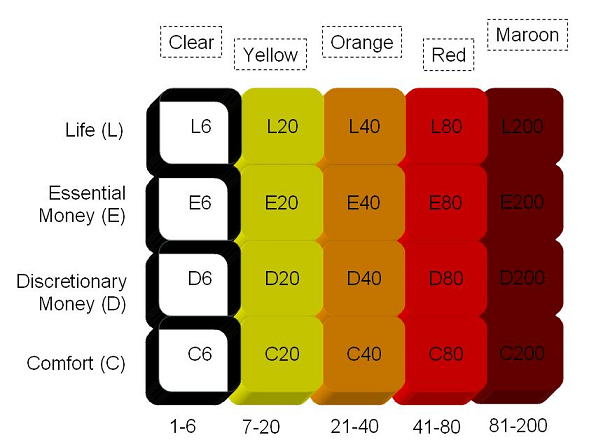 Clear
Yellow
Orange
Red
Maroon
Life (L)
L6
L20
L40
L80
L200
Essential
Money (E)
E6
E20
E40
E80
E200
Discretionary
Money (D)
D6
D20
D40
D80
D200
Comfort (C)
C6
C20
C40
C80
C200
1-6
7-20
21-40
41-80
81-200